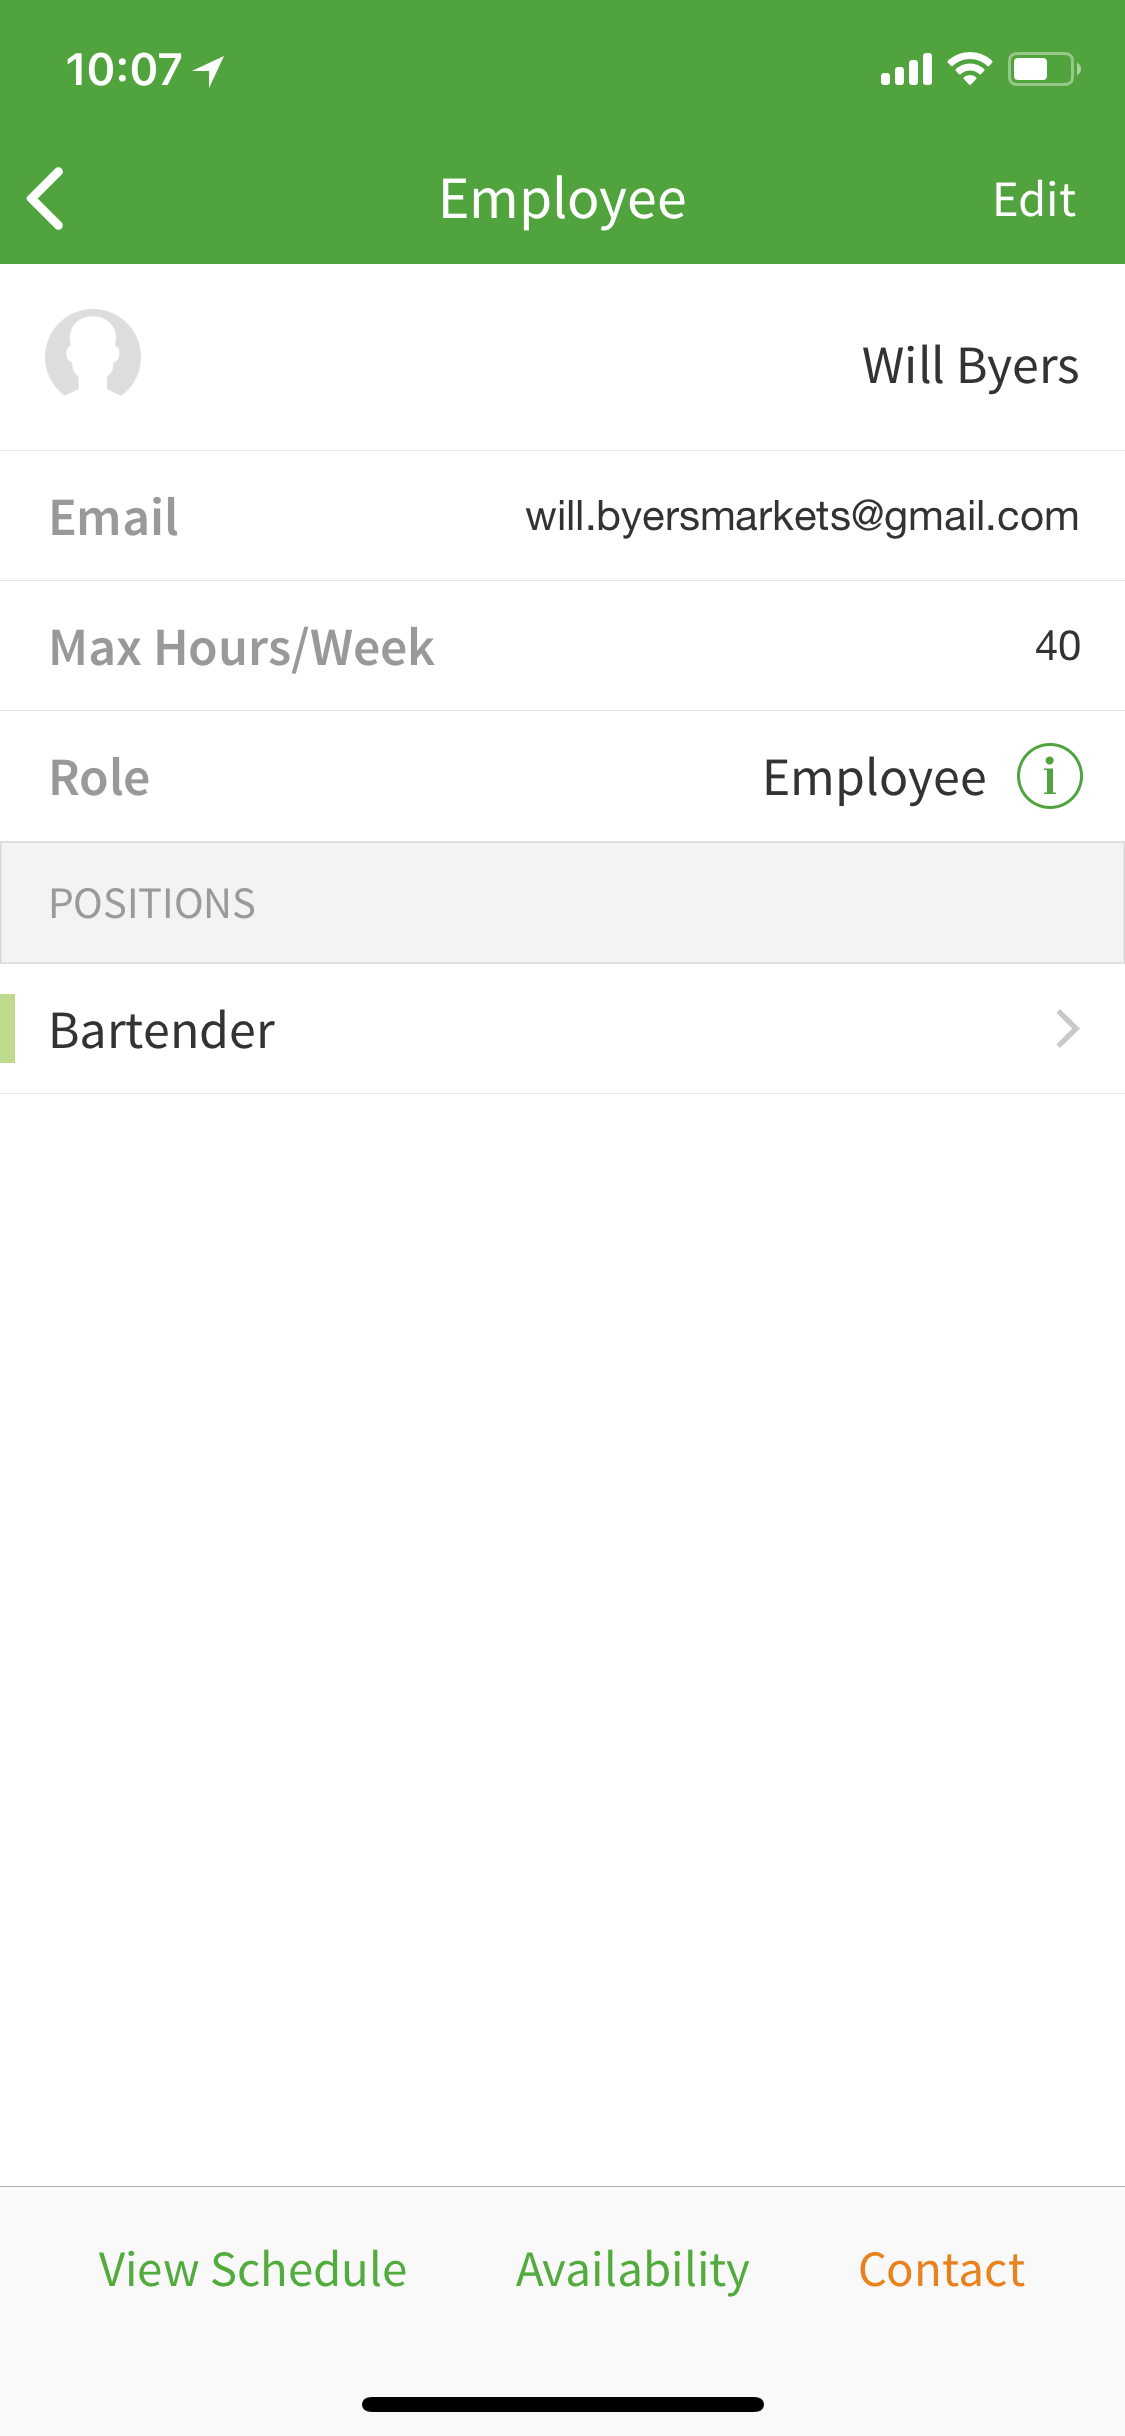 10:07
Employee Edit
Will Byers
Email will.byersmarkets@gmail.com
Max Hours/Week 40
Role Employee i
POSITIONS
Bartender
View Schedule Availability Contact